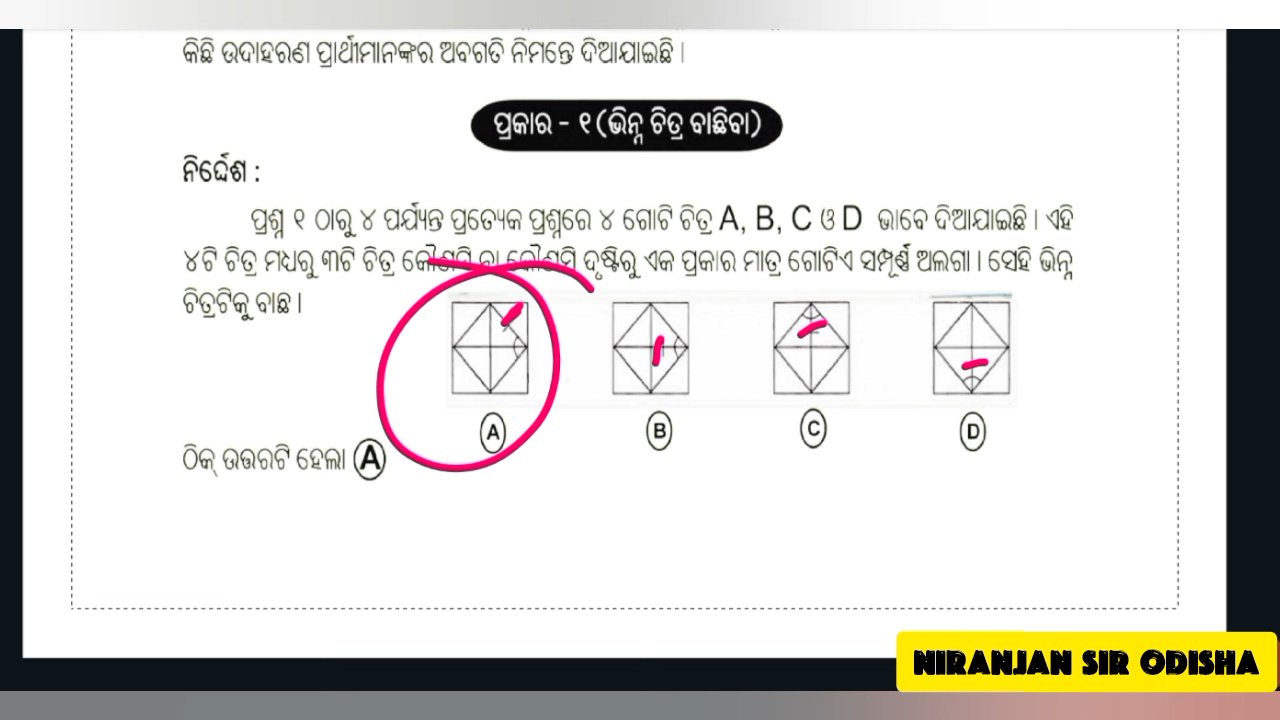 କିଛି ଉଦାହରଣ ପ୍ରାର୍ଥୀମାନଙ୍କର ଅବଗତି ନିମନ୍ତେ ଦିଆଯାଇଛି ।
ପ୍ରକାର - ୧ (ଭିନ୍ନ ଚିତ୍ର ବାଛିବା)
ନିର୍ଦ୍ଦେଶ :
ପ୍ରଶ୍ନ ୧ ଠାରୁ ୪ ପର୍ଯ୍ୟନ୍ତ ପ୍ରତ୍ୟେକ ପ୍ରଶ୍ନରେ ୪ ଗୋଟି ଚିତ୍ର A, B, C ଓ D ଭାବେ ଦିଆଯାଇଛି । ଏହି
୪ଟି ଚିତ୍ର ମଧ୍ୟରୁ ୩ଟି ଚିତ୍ର କୌଣସି ନା କୌଣସି ଦୃଷ୍ଟିରୁ ଏକ ପ୍ରକାର ମାତ୍ର ଗୋଟିଏ ସମ୍ପୂର୍ଣ୍ଣ ଅଲଗା । ସେହି ଭିନ୍ନ
ଚିତ୍ରଟିକୁ ବାଛ ।
A B C D
ଠିକ୍ ଉତ୍ତରଟି ହେଲା A
NIRANJAN SIR ODISHA